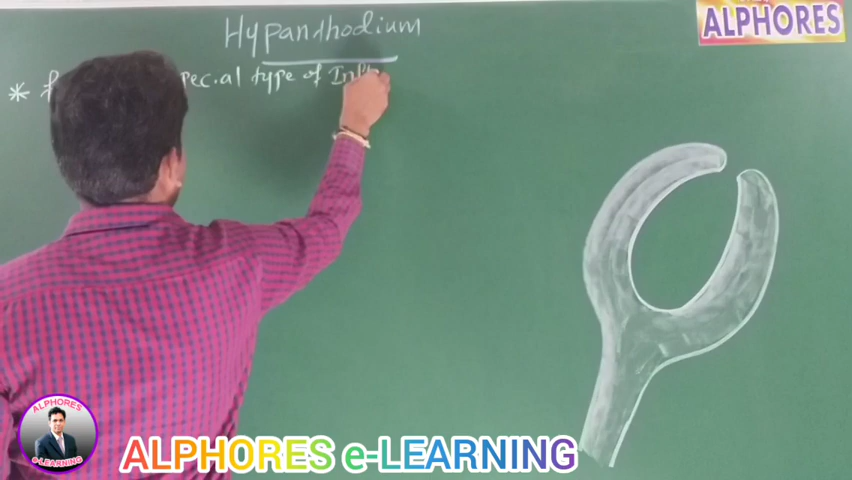 Hypanthodium
ALPHORES
* pecial type of
ALPHORES
e-LEARNING
ALPHORES e-LEARNING